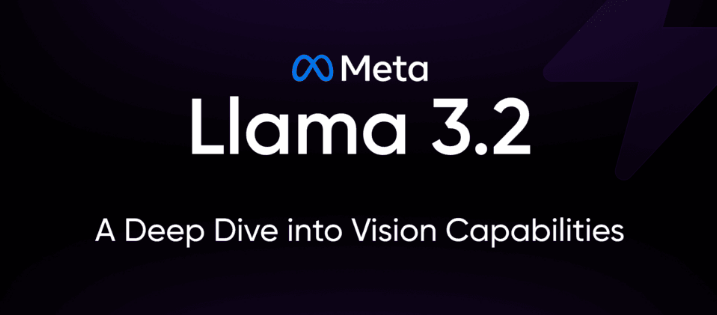 Meta
Llama 3.2
A Deep Dive into Vision Capabilities